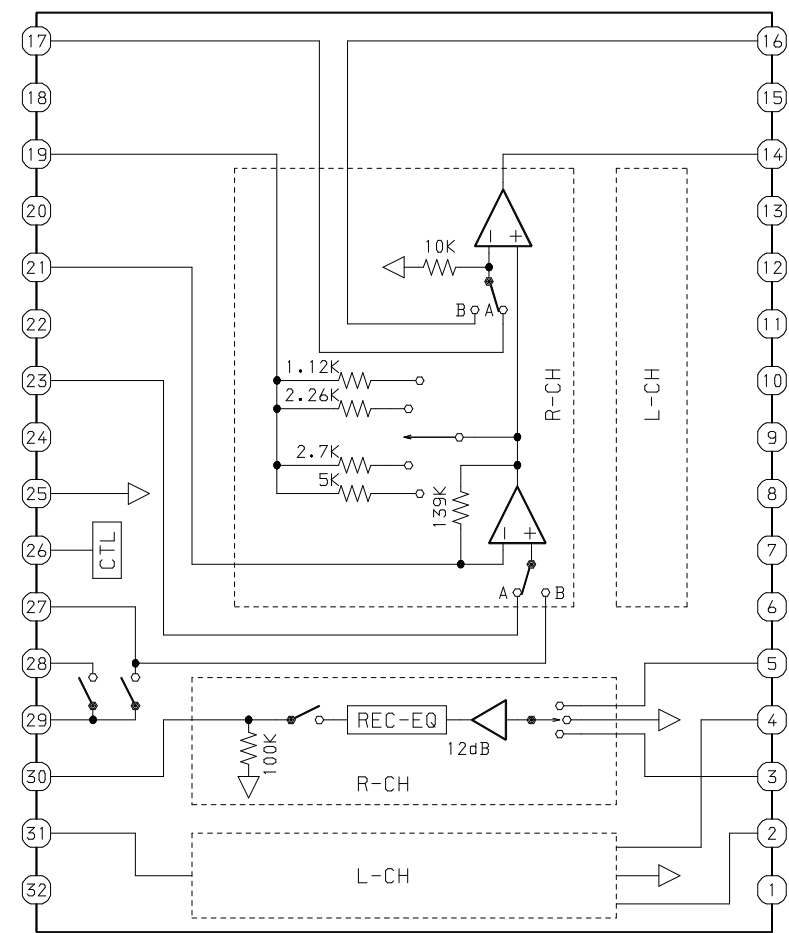 17 16
18 15
19 14
20 13
- +
10K
21 12
B A
22 11
1.12K
23 10
2.26K
R-CH
L-CH
24 9
2.7K
5K
139K
25 8
- +
26 CTL 7
A B
27 6
28 5
29 REC-EQ 4
12dB
100K
30 3
R-CH
31 2
L-CH
32 1